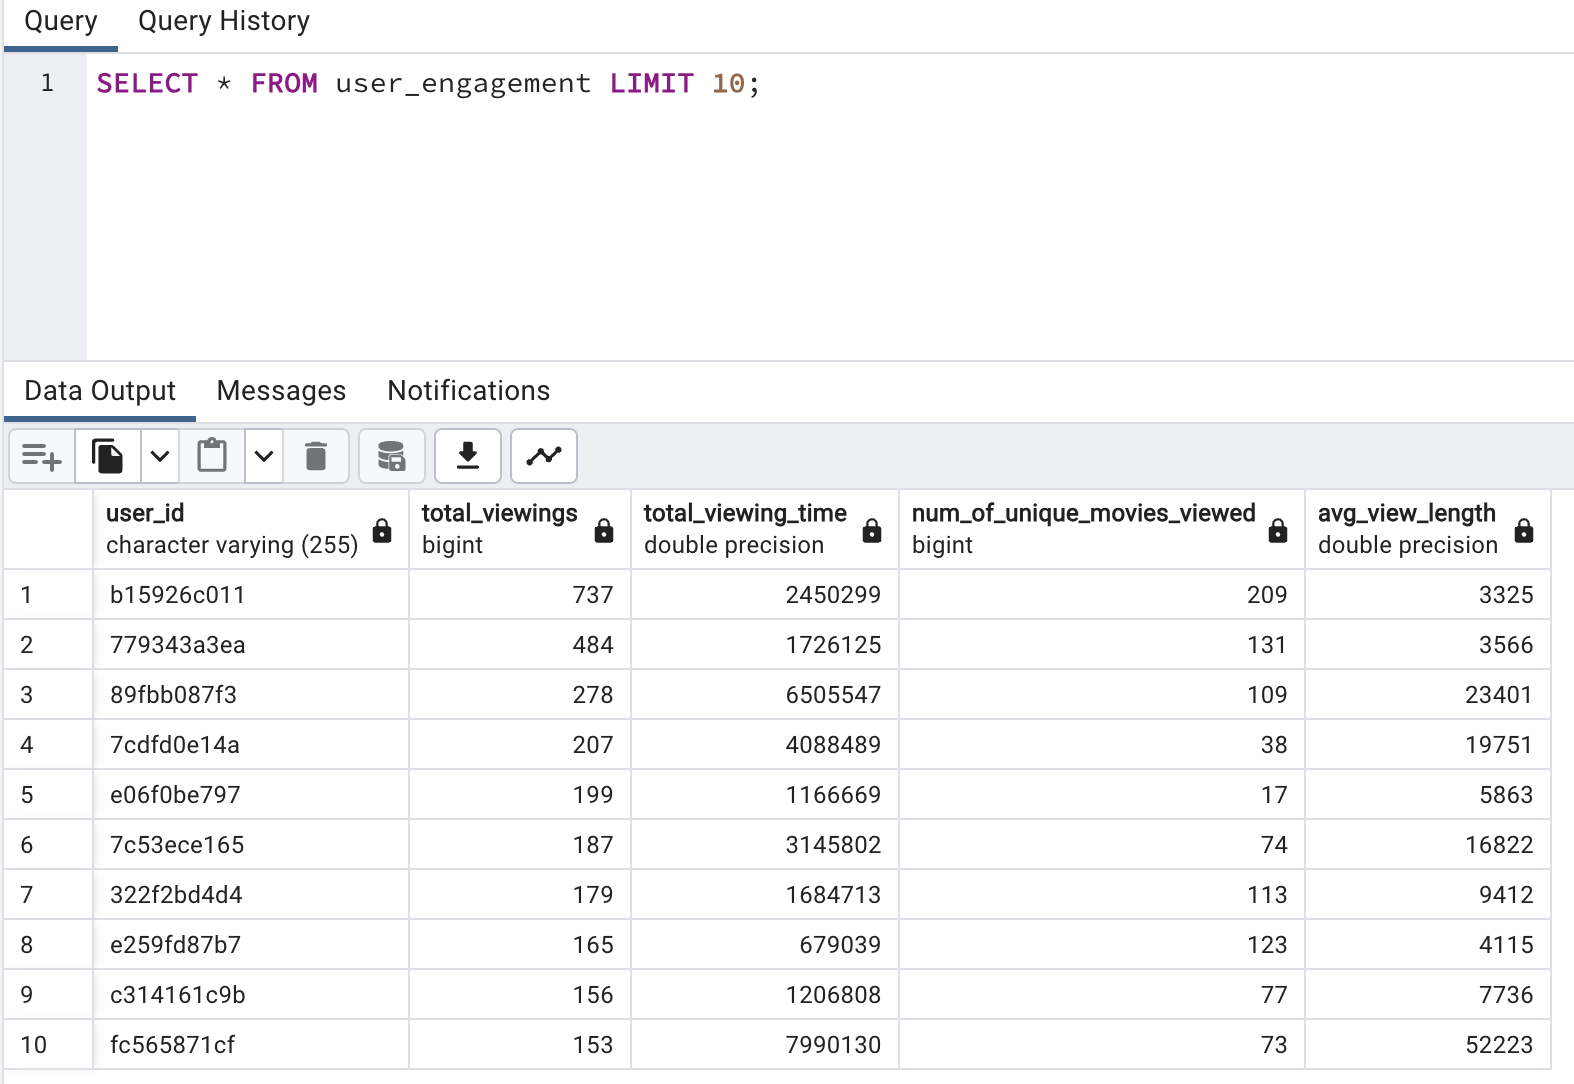 Query Query History
1 SELECT * FROM user_engagement LIMIT 10;
Data Output Messages Notifications
user_id total_viewings total_viewing_time num_of_unique_movies_viewed avg_view_length
character varying (255) bigint double precision bigint double precision
1 b15926c011 737 2450299 209 3325
2 779343a3ea 484 1726125 131 3566
3 89fbb087f3 278 6505547 109 23401
4 7cdfd0e14a 207 4088489 38 19751
5 e06f0be797 199 1166669 17 5863
6 7c53ece165 187 3145802 74 16822
7 322f2bd4d4 179 1684713 113 9412
8 e259fd87b7 165 679039 123 4115
9 c314161c9b 156 1206808 77 7736
10 fc565871cf 153 7990130 73 52223